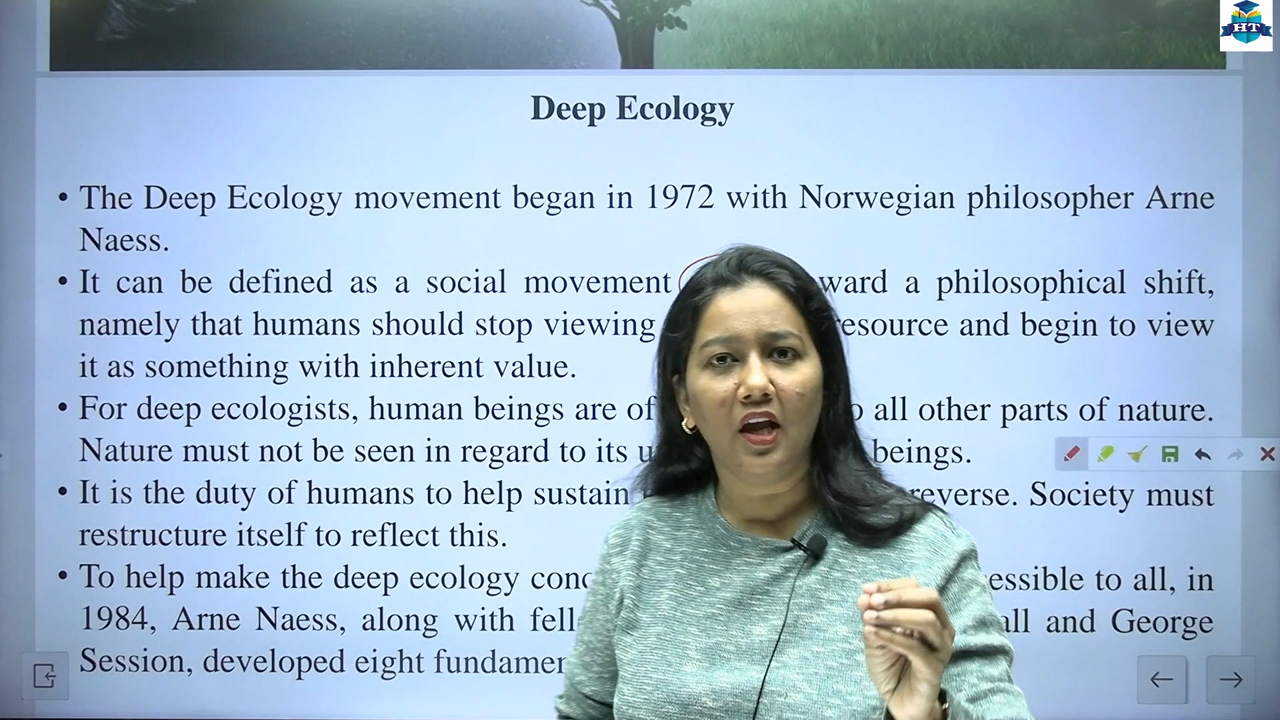 HT
Deep Ecology
• The Deep Ecology movement began in 1972 with Norwegian philosopher Arne
Naess.
• It can be defined as a social movement ward a philosophical shift,
namely that humans should stop viewing resource and begin to view
it as something with inherent value.
• For deep ecologists, human beings are of all other parts of nature.
Nature must not be seen in regard to its beings.
• It is the duty of humans to help sustain reverse. Society must
restructure itself to reflect this.
• To help make the deep ecology essible to all, in
1984, Arne Naess, along with and George
Session, developed eight